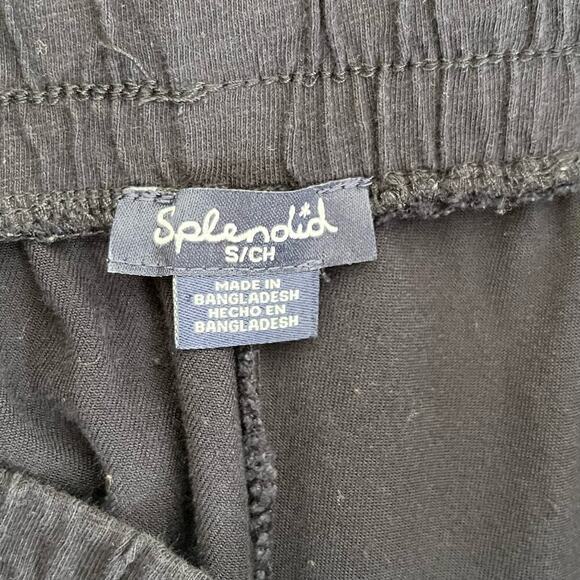 Splendid
S/CH
MADE IN
BANGLADESH
HECHO EN
BANGLADESH